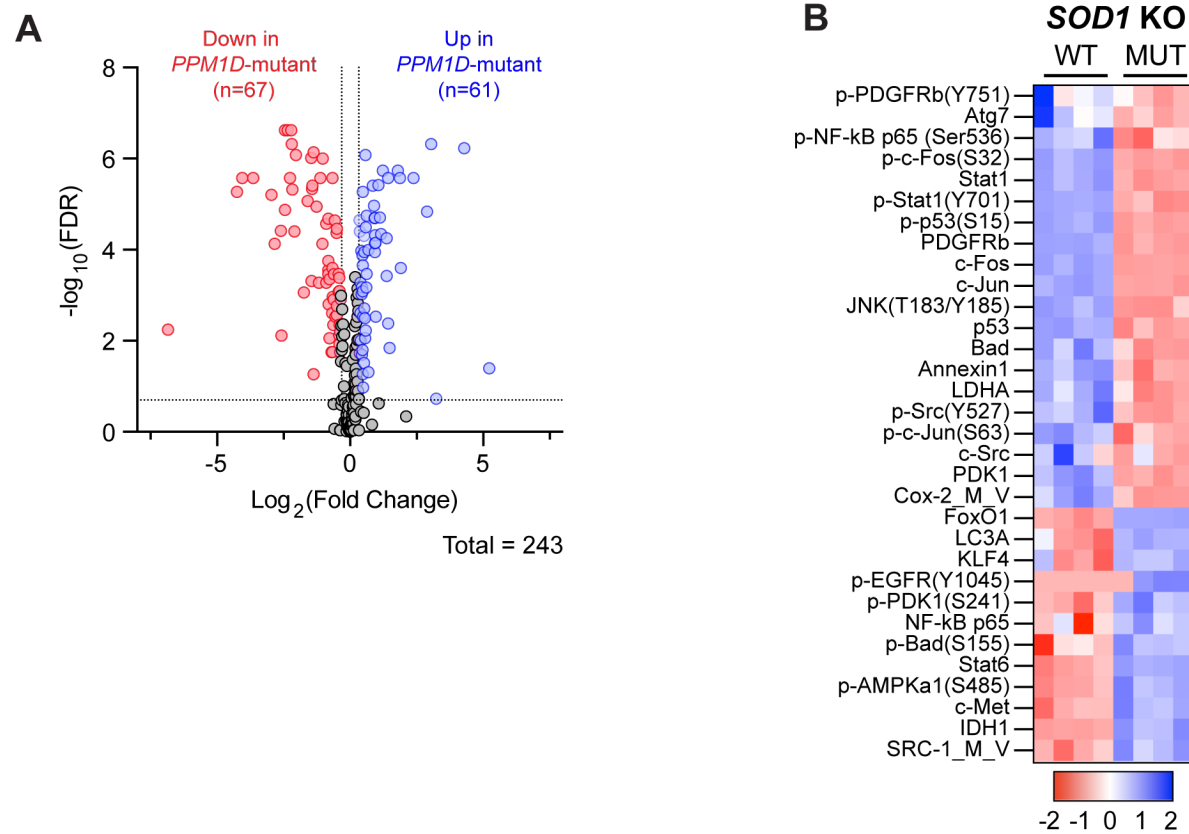 A
Down in
PPM1D-mutant
(n=67)
Up in
PPM1D-mutant
(n=61)
8
6
4
2
0
-log10(FDR)
-5
0
5
Log2(Fold Change)
Total = 243
B
SOD1 KO
WT
MUT
p-PDGFRb(Y751)
Atg7
p-NF-kB p65 (Ser536)
p-c-Fos(S32)
Stat1
p-Stat1(Y701)
p-p53(S15)
PDGFRb
c-Fos
c-Jun
JNK(T183/Y185)
p53
Bad
Annexin1
LDHA
p-Src(Y527)
p-c-Jun(S63)
c-Src
PDK1
Cox-2_M_V
FoxO1
LC3A
KLF4
p-EGFR(Y1045)
p-PDK1(S241)
NF-kB p65
p-Bad(S155)
Stat6
p-AMPKa1(S485)
c-Met
IDH1
SRC-1_M_V
-2 -1 0 1 2